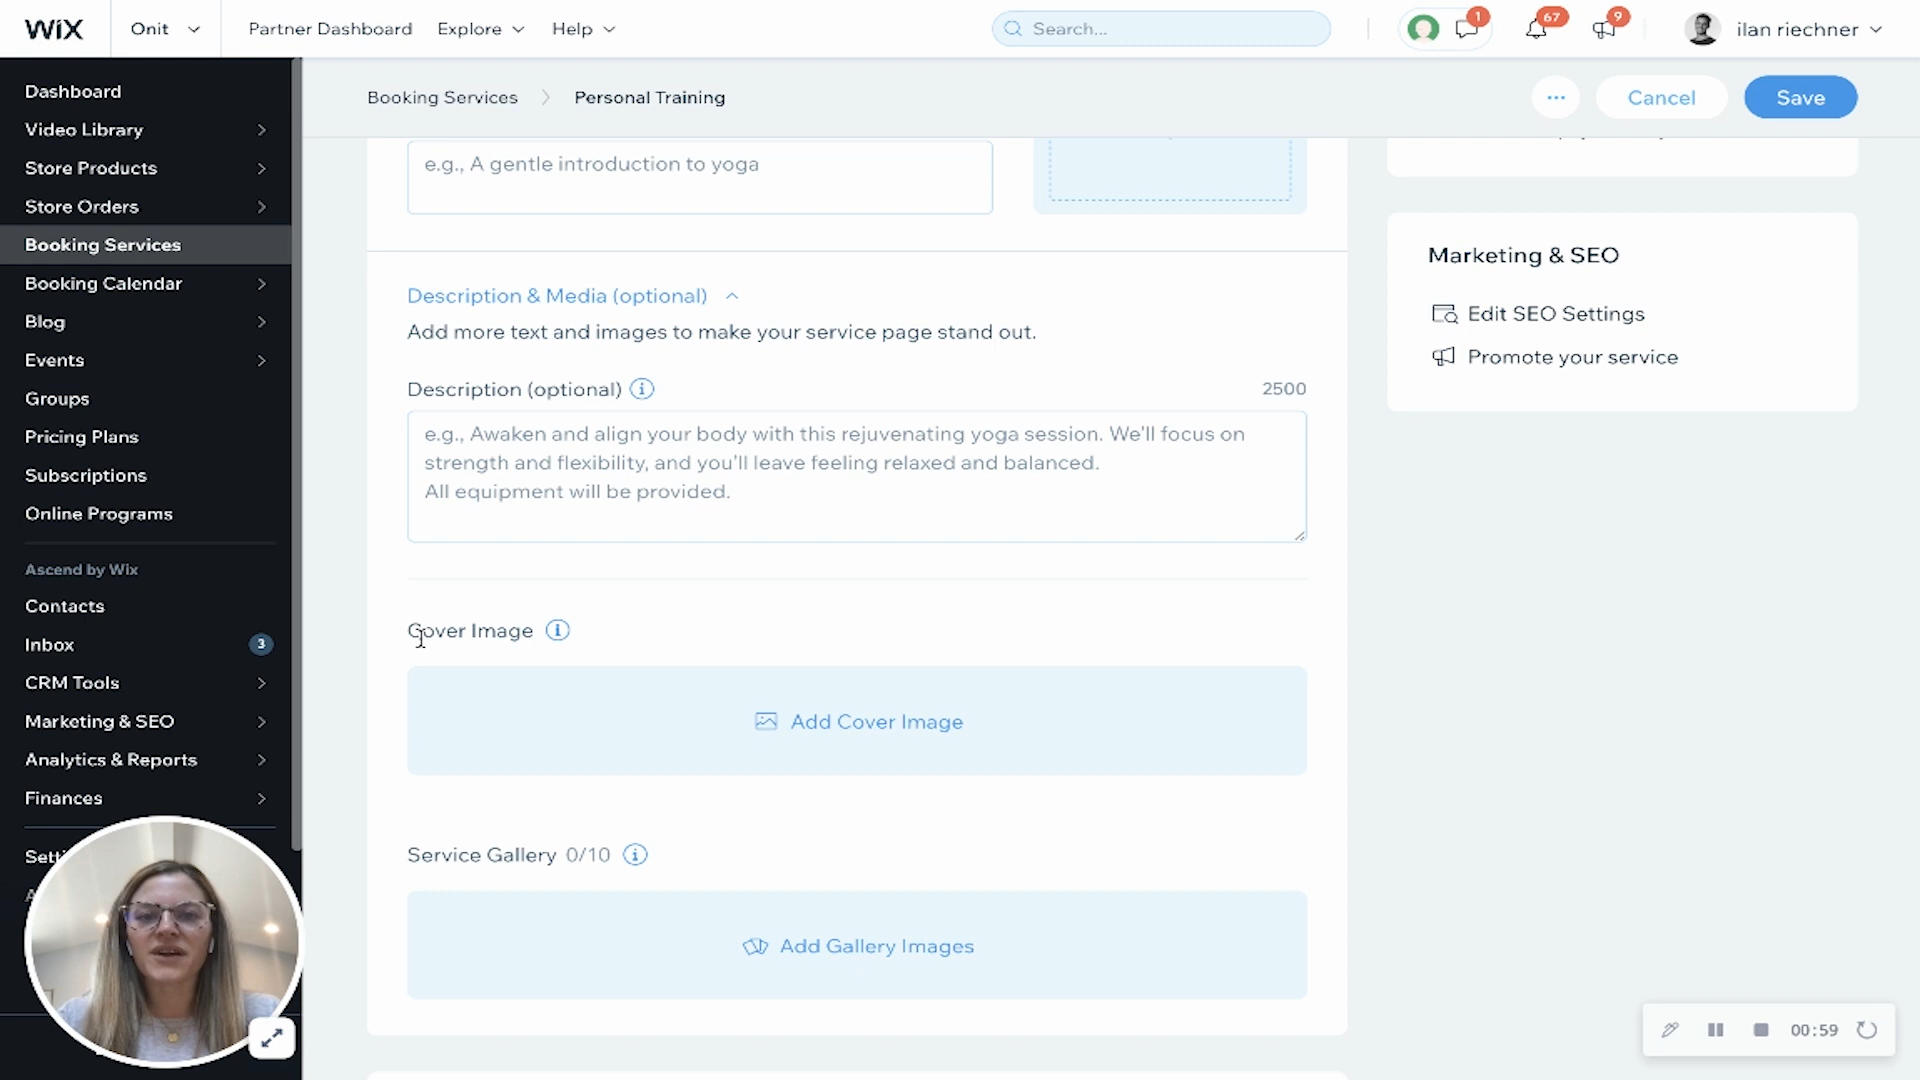 WiX
Onit
Partner Dashboard
Explore
Help
Search...
1
67
9
ilan riechner
Dashboard
Video Library
Store Products
Store Orders
Booking Services
Booking Calendar
Blog
Events
Groups
Pricing Plans
Subscriptions
Online Programs
Ascend by Wix
Contacts
Inbox
3
CRM Tools
Marketing & SEO
Analytics & Reports
Finances
Booking Services
Personal Training
Cancel
Save
e.g., A gentle introduction to yoga
Description & Media (optional)
Add more text and images to make your service page stand out.
Description (optional)
2500
e.g., Awaken and align your body with this rejuvenating yoga session. We'll focus on
strength and flexibility, and you'll leave feeling relaxed and balanced.
All equipment will be provided.
Cover Image
Add Cover Image
Service Gallery 0/10
Add Gallery Images
Marketing & SEO
Edit SEO Settings
Promote your service
00:59